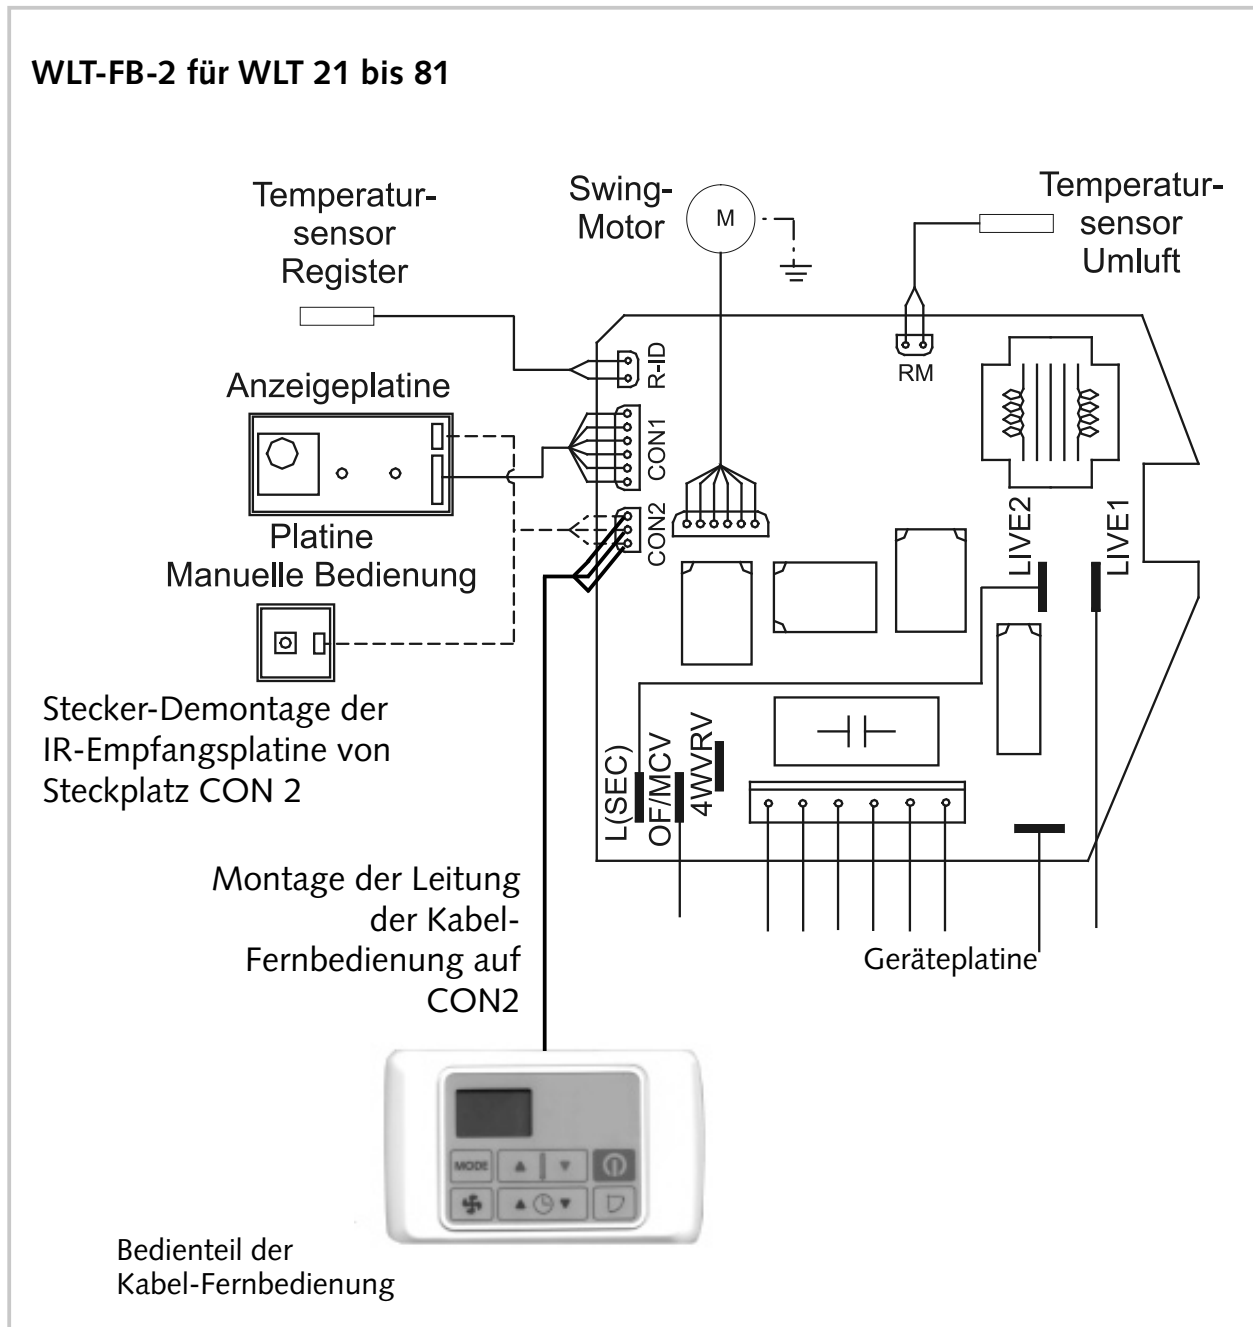 WLT-FB-2 für WLT 21 bis 81
Temperatur-
sensor
Register
Swing-
Motor
M
Temperatur-
sensor
Umluft
R-ID
RM
Anzeigeplatine
CON1
CON2
LIVE2
LIVE1
Platine
Manuelle Bedienung
Stecker-Demontage der
IR-Empfangsplatine von
Steckplatz CON 2
L(SEC)
OF/MCV
4WVRV
Montage der Leitung
der Kabel-
Fernbedienung auf
CON2
Geräteplatine
MODE
Bedienteil der
Kabel-Fernbedienung